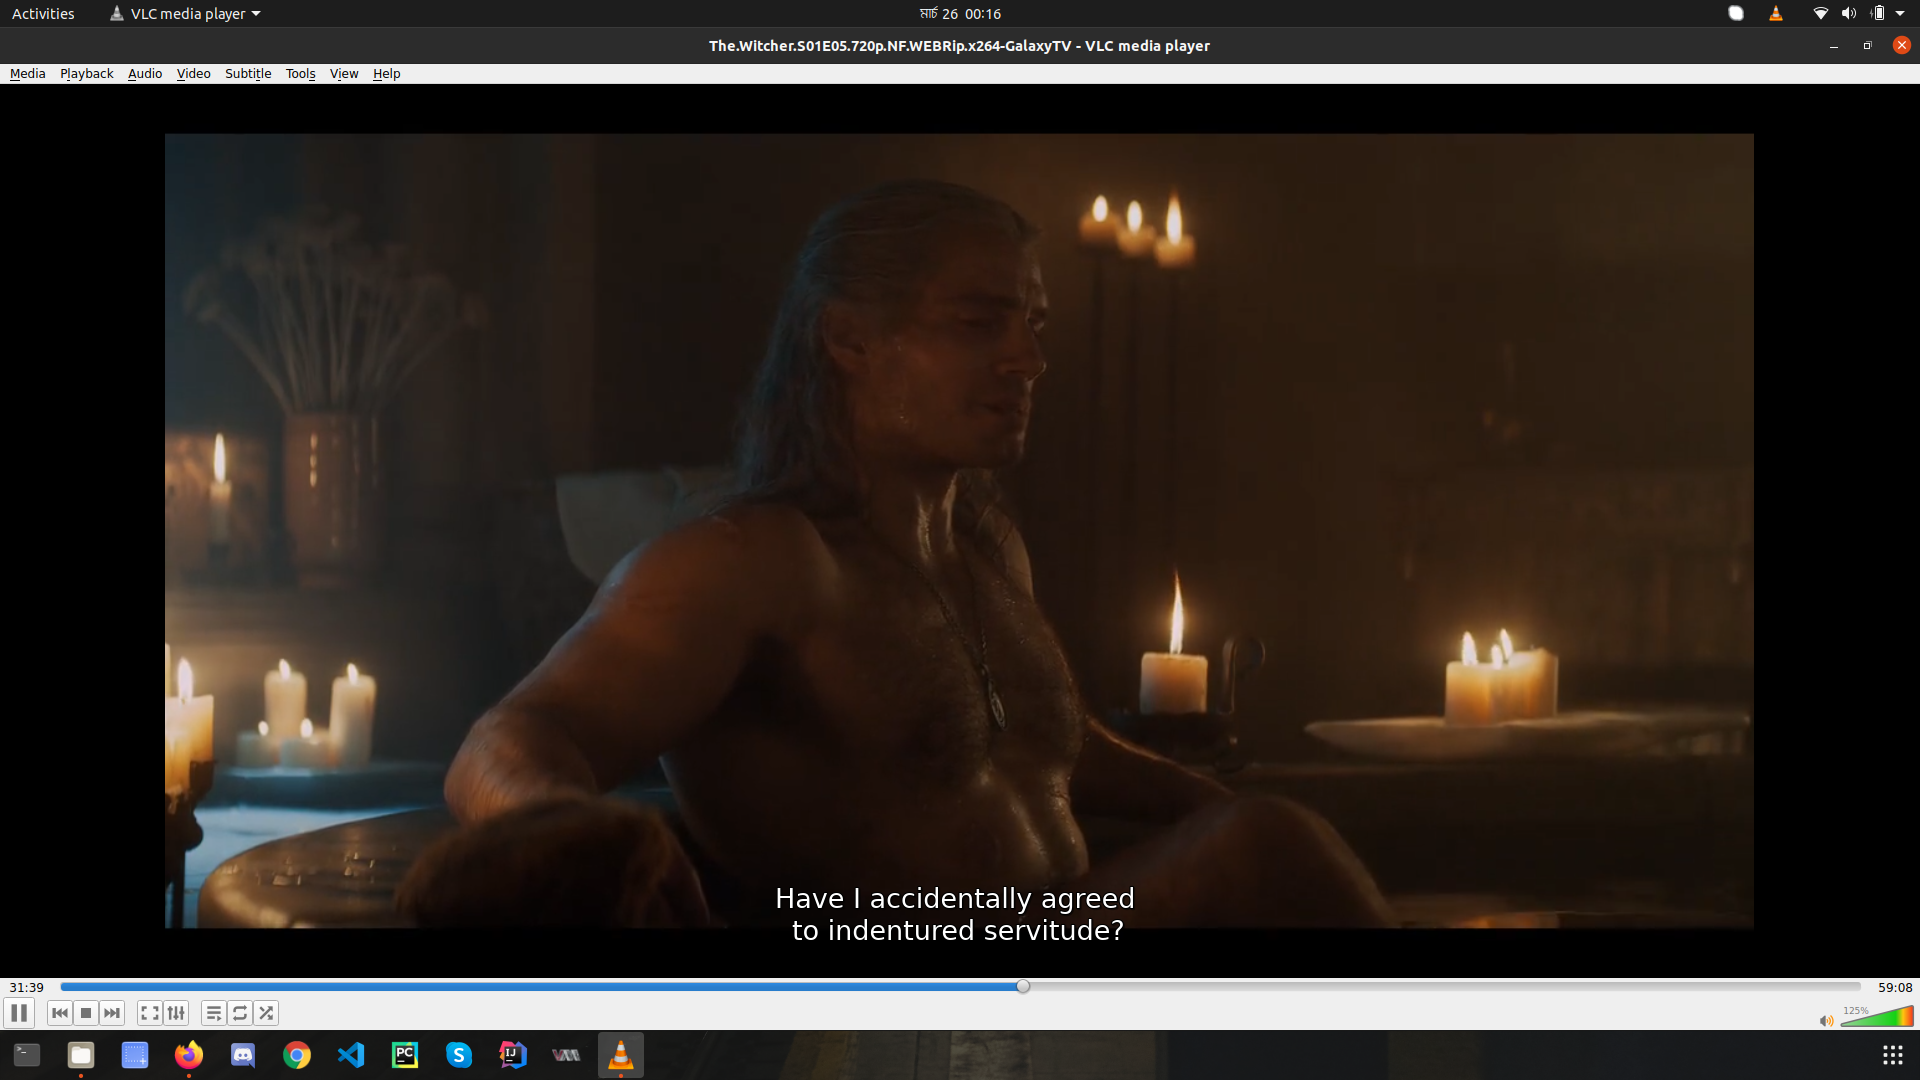 Activities
VLC media player
মার্চ 26 00:16
The.Witcher.S01E05.720p.NF.WEBRip.x264-GalaxyTV - VLC media player
Media Playback Audio Video Subtitle Tools View Help
Have I accidentally agreed
to indentured servitude?
31:39
59:08
125%
PC
S
IJ